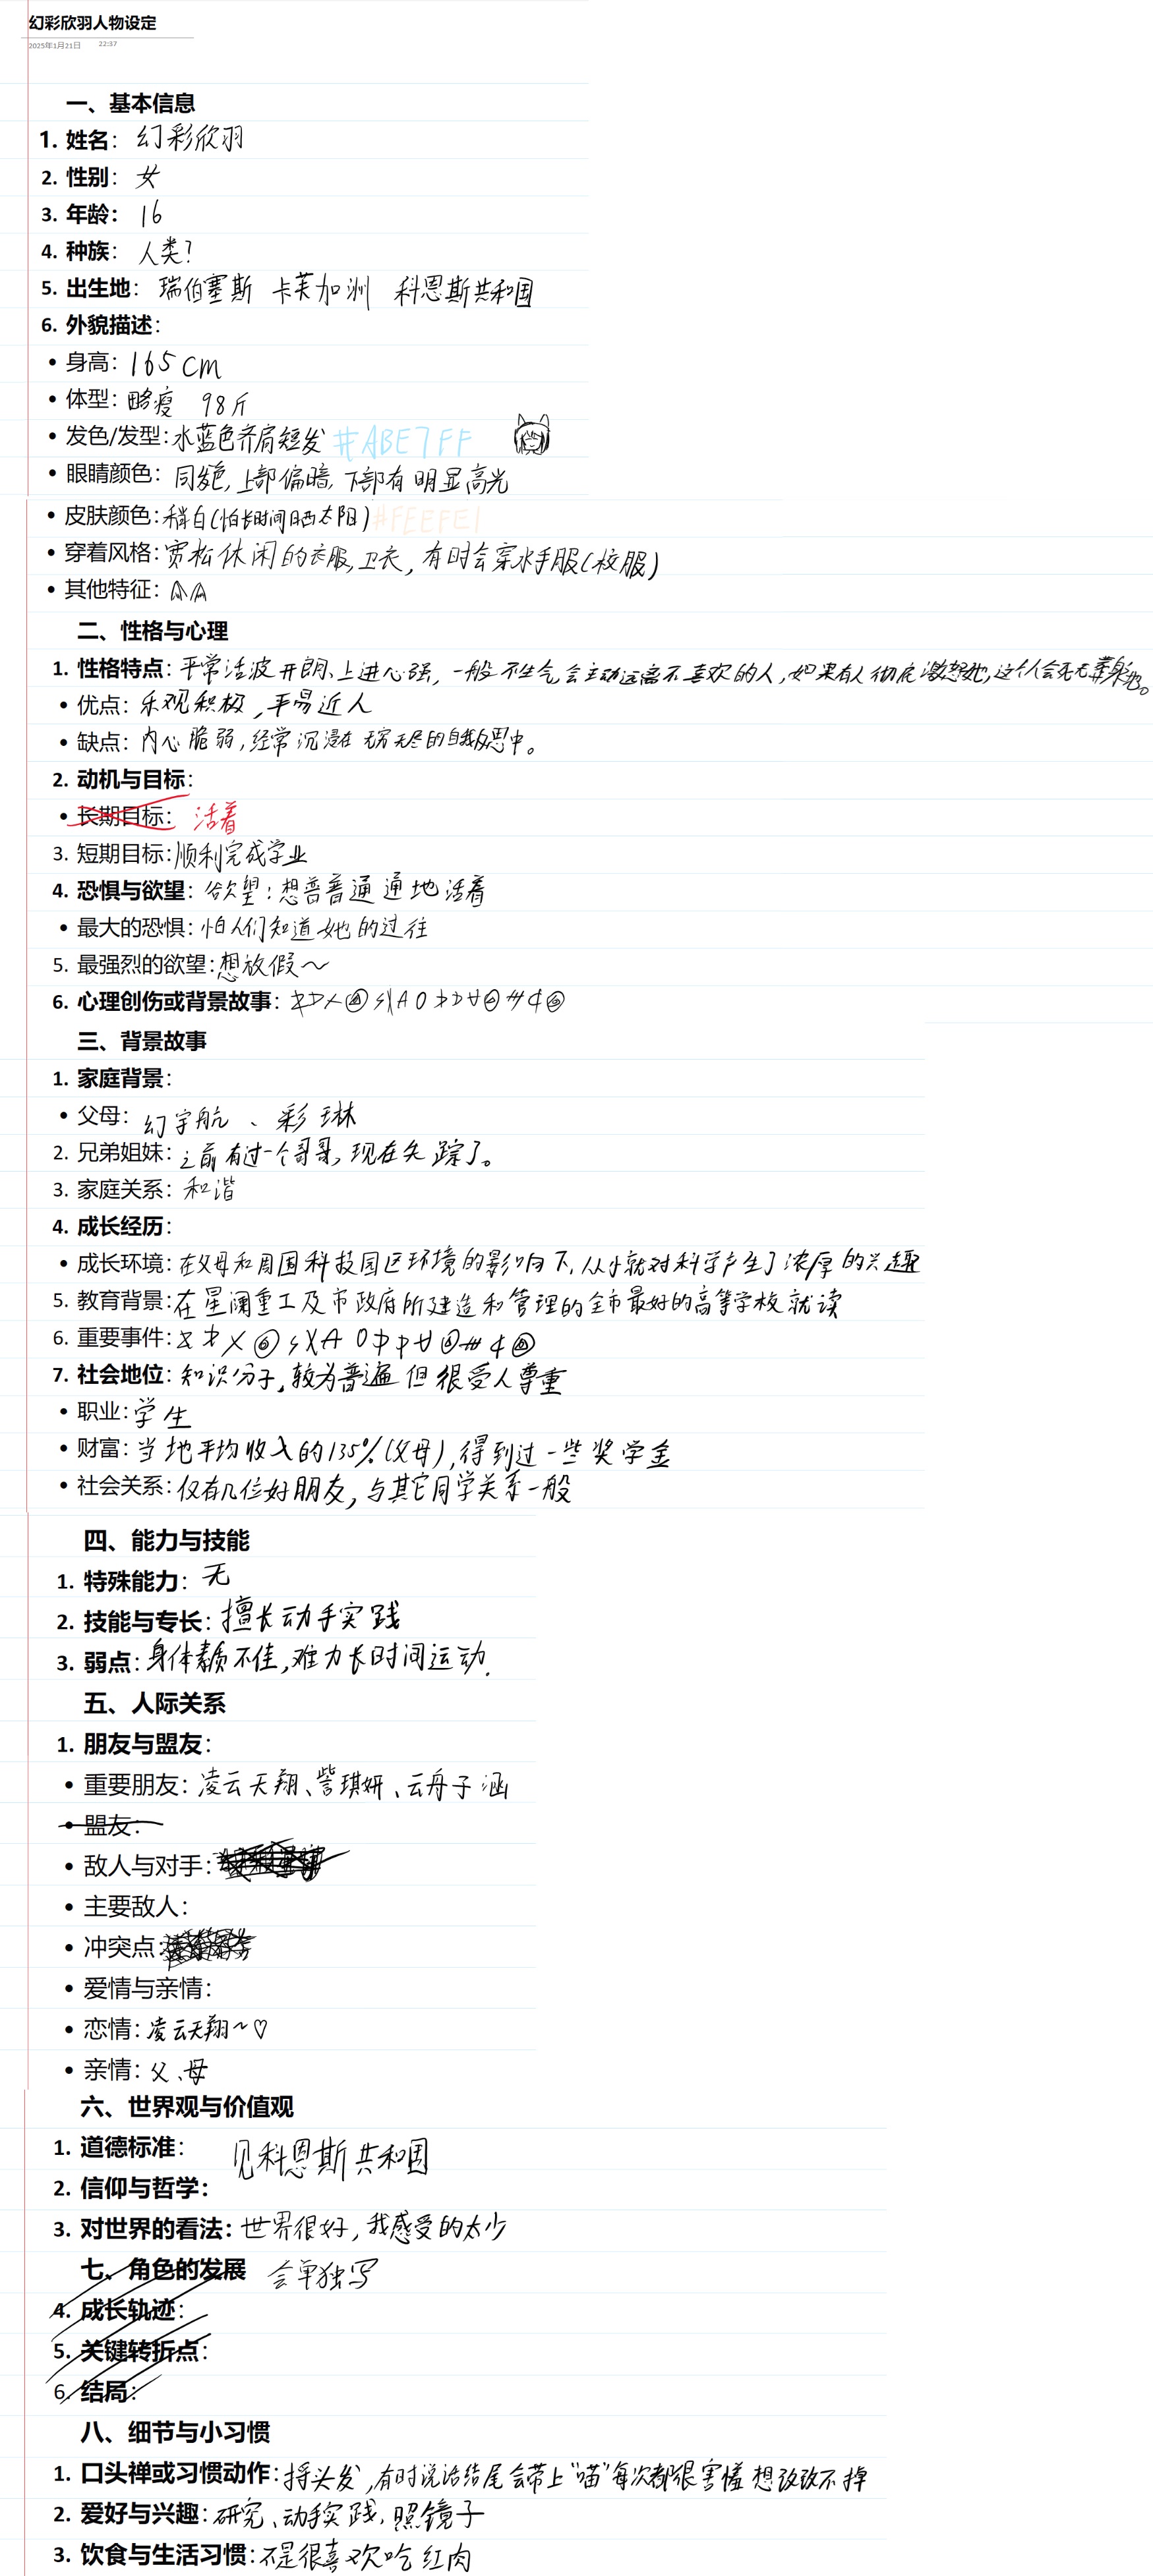 幻彩欣羽人物设定
2025年1月21日 22:37
一、基本信息
1. 姓名： 幻彩欣羽
2. 性别： 女
3. 年龄： 16
4. 种族： 人类？
5. 出生地： 瑞伯塞斯 卡芙加洲 科恩斯共和国
6. 外貌描述：
• 身高：165cm
• 体型：略瘦 98斤
• 发色/发型：水蓝色齐肩短发 #ABE7FF
• 眼睛颜色：同发色，上部偏暗，下部有明显高光
• 皮肤颜色：稍白（怕长时间晒太阳）#FEEFE1
• 穿着风格：宽松休闲的衣服，卫衣，有时会穿水手服（校服）
• 其他特征：
二、性格与心理
1. 性格特点：平常活波开朗、上进心强，一般不生气，会主动远离不喜欢的人，如果有人彻底激怒她，这个人会死无葬身之地。
• 优点：乐观积极，平易近人
• 缺点：内心脆弱，经常沉浸在无穷无尽的自我反思中。
2. 动机与目标：
• 长期目标： 活着
3. 短期目标：顺利完成学业
4. 恐惧与欲望：欲望：想普普通通地活着
• 最大的恐惧：怕人们知道她的过往
5. 最强烈的欲望：想放假～
6. 心理创伤或背景故事：
三、背景故事
1. 家庭背景：
• 父母：幻宇航、彩琳
2. 兄弟姐妹：之前有过一个哥哥，现在失踪了。
3. 家庭关系：和谐
4. 成长经历：
• 成长环境：在父母和周围科技园区环境的影响下，从小就对科学产生了浓厚的兴趣
5. 教育背景：在星阑重工及市政府所建造和管理的全市最好的高等学校就读
6. 重要事件：
7. 社会地位：知识分子，较为普遍但很受人尊重
• 职业：学生
• 财富：当地平均收入的135%（父母），得到过一些奖学金
• 社会关系：仅有几位好朋友，与其它同学关系一般
四、能力与技能
1. 特殊能力：无
2. 技能与专长：擅长动手实践
3. 弱点：身体素质不佳，难力长时间运动.
五、人际关系
1. 朋友与盟友：
• 重要朋友：凌云天翔、訾琪妍、云舟子涵
• 盟友：
• 敌人与对手：
• 主要敌人：
• 冲突点：
• 爱情与亲情：
• 恋情：凌云天翔～♡
• 亲情：父、母
六、世界观与价值观
1. 道德标准： 见科恩斯共和国
2. 信仰与哲学：
3. 对世界的看法：世界很好，我感受的太少
七、角色的发展 会单独写
4. 成长轨迹：
5. 关键转折点：
6. 结局：
八、细节与小习惯
1. 口头禅或习惯动作：捋头发，有时说话结尾会带上“喵”每次都很害慬 想改改不掉
2. 爱好与兴趣：研究、动手实践，照镜子
3. 饮食与生活习惯：不是很喜欢吃红肉